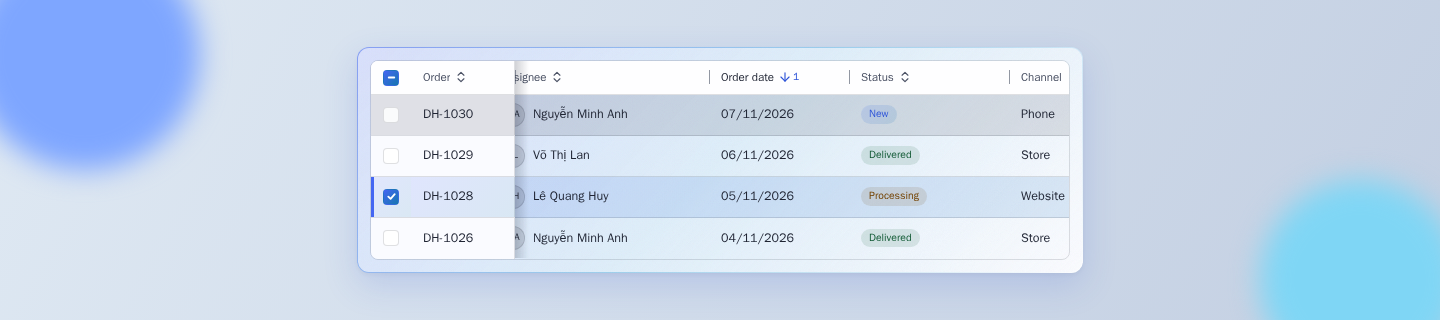 Order signee Order date 1 Status Channel
DH-1030 A Nguyễn Minh Anh 07/11/2026 New Phone
DH-1029 Võ Thị Lan 06/11/2026 Delivered Store
DH-1028 H Lê Quang Huy 05/11/2026 Processing Website
DH-1026 A Nguyễn Minh Anh 04/11/2026 Delivered Store